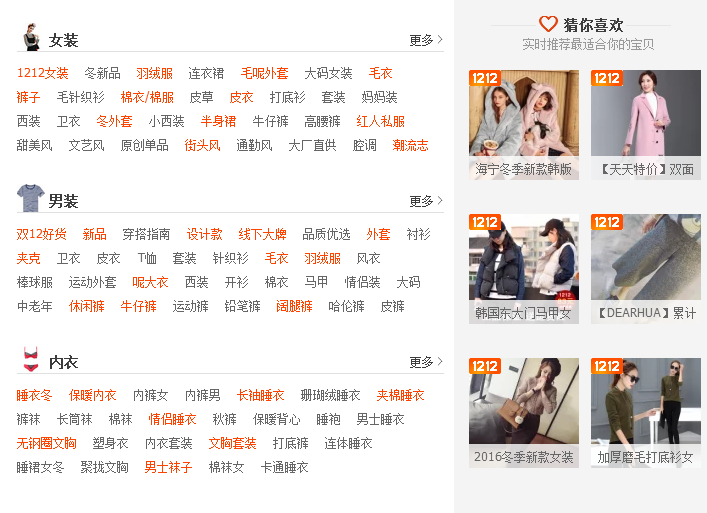 女装 更多
1212女装 冬新品 羽绒服 连衣裙 毛呢外套 大码女装 毛衣
裤子 毛针织衫 棉衣/棉服 皮草 皮衣 打底衫 套装 妈妈装
西装 卫衣 冬外套 小西装 半身裙 牛仔裤 高腰裤 红人私服
甜美风 文艺风 原创单品 街头风 通勤风 大厂直供 腔调 潮流志
男装 更多
双12好货 新品 穿搭指南 设计款 线下大牌 品质优选 外套 衬衫
夹克 卫衣 皮衣 T恤 套装 针织衫 毛衣 羽绒服 风衣
棒球服 运动外套 呢大衣 西装 开衫 棉衣 马甲 情侣装 大码
中老年 休闲裤 牛仔裤 运动裤 铅笔裤 阔腿裤 哈伦裤 皮裤
内衣 更多
睡衣冬 保暖内衣 内裤女 内裤男 长袖睡衣 珊瑚绒睡衣 夹棉睡衣
裤袜 长筒袜 棉袜 情侣睡衣 秋裤 保暖背心 睡袍 男士睡衣
无钢圈文胸 塑身衣 内衣套装 文胸套装 打底裤 连体睡衣
睡裙女冬 聚拢文胸 男士袜子 棉袜女 卡通睡衣
猜你喜欢
实时推荐最适合你的宝贝
1212 1212
海宁冬季新款韩版 【天天特价】双面
1212 1212
1212
韩国东大门马甲女 【DEARHUA】累计
1212 1212
2016冬季新款女装 加厚磨毛打底衫女